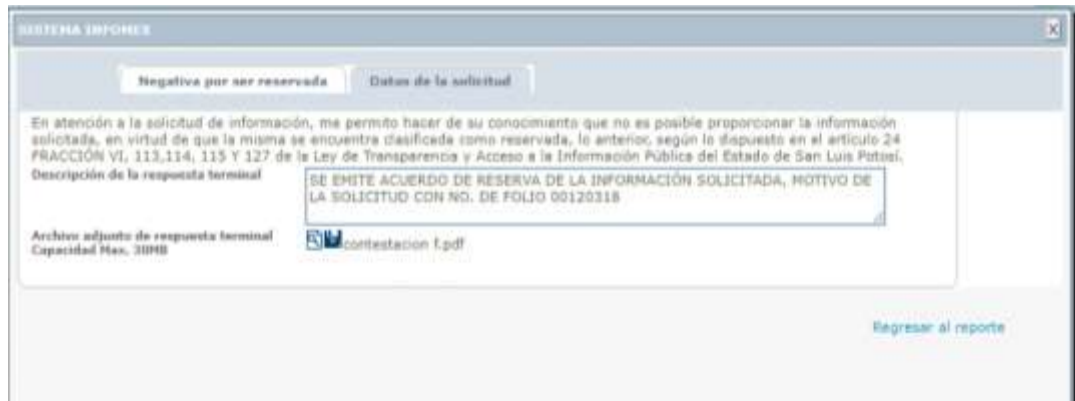 SISTEMA INFOMEX
Negativa por ser reservada
Datos de la solicitud
En atención a la solicitud de información, me permito hacer de su conocimiento que no es posible proporcionar la información
solicitada, en virtud de que la misma se encuentra clasificada como reservada, lo anterior, según lo dispuesto en el artículo 24
FRACCIÓN VI, 113,114, 115 Y 127 de la Ley de Transparencia y Acceso a la Información Pública del Estado de San Luis Potosí.
Descripción de la respuesta terminal
SE EMITE ACUERDO DE RESERVA DE LA INFORMACIÓN SOLICITADA, MOTIVO DE
LA SOLICITUD CON NO. DE FOLIO 00120318
Archivo adjunto de respuesta terminal
Capacidad Max. 30MB
contestacion f.pdf
Regresar al reporte